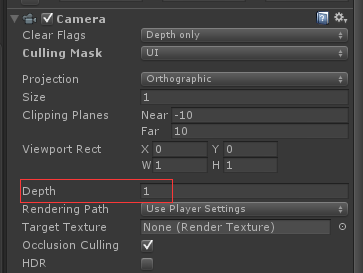 Camera
Clear Flags Depth only
Culling Mask UI
Projection Orthographic
Size 1
Clipping Planes Near -10
Far 10
Viewport Rect X 0 Y 0
W 1 H 1
Depth 1
Rendering Path Use Player Settings
Target Texture None (Render Texture)
Occlusion Culling
HDR